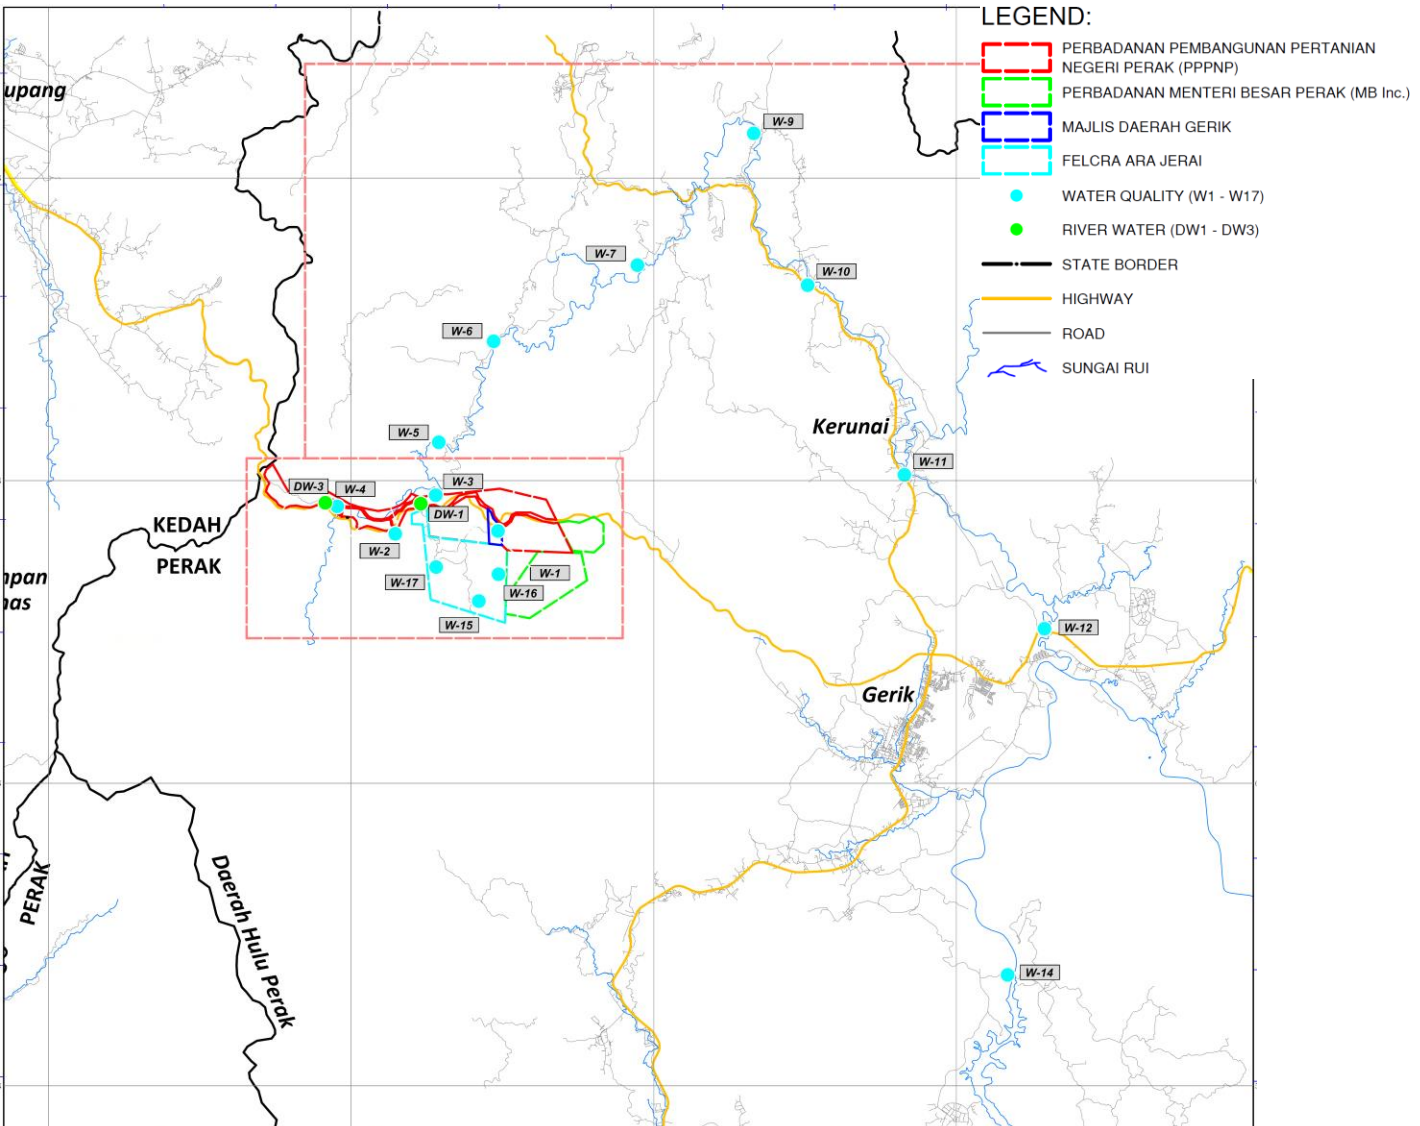 LEGEND:
PERBADANAN PEMBANGUNAN PERTANIAN
NEGERI PERAK (PPPNP)
PERBADANAN MENTERI BESAR PERAK (MB Inc.)
MAJLIS DAERAH GERIK
FELCRA ARA JERAI
WATER QUALITY (W1 - W17)
RIVER WATER (DW1 - DW3)
STATE BORDER
HIGHWAY
ROAD
SUNGAI RUI
upang
W-9
W-7
W-10
W-6
Kerunai
W-5
W-11
W-3
DW-3
W-4
DW-1
KEDAH
W-2
PERAK
W-1
W-17
W-16
npan
nas
W-15
W-12
Gerik
PERAK
Daerah Hulu Perak
W-14